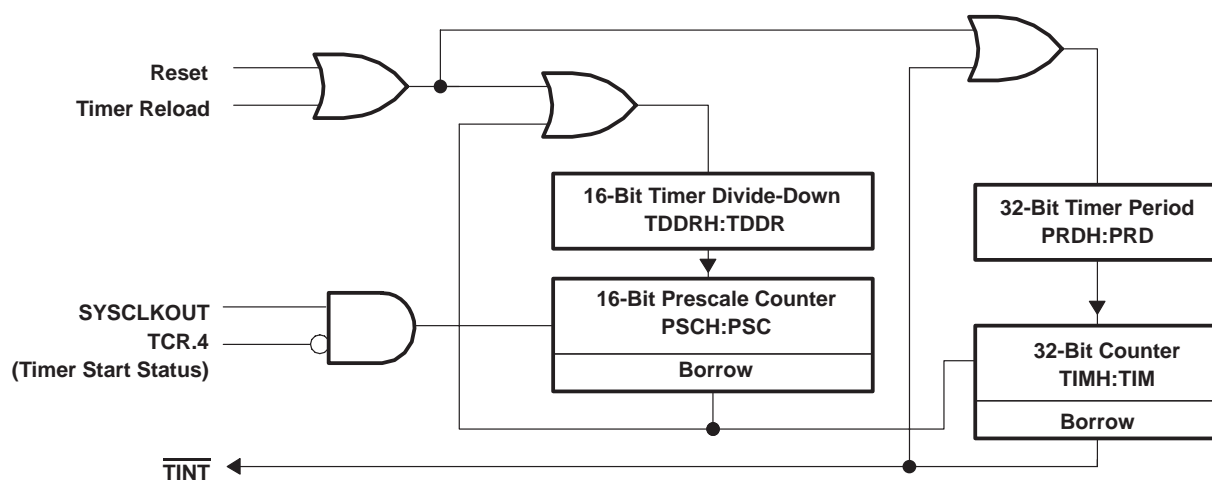 Reset
Timer Reload
16-Bit Timer Divide-Down
TDDRH:TDDR
32-Bit Timer Period
PRDH:PRD
SYSCLKOUT
TCR.4
(Timer Start Status)
16-Bit Prescale Counter
PSCH:PSC
Borrow
32-Bit Counter
TIMH:TIM
Borrow
TINT